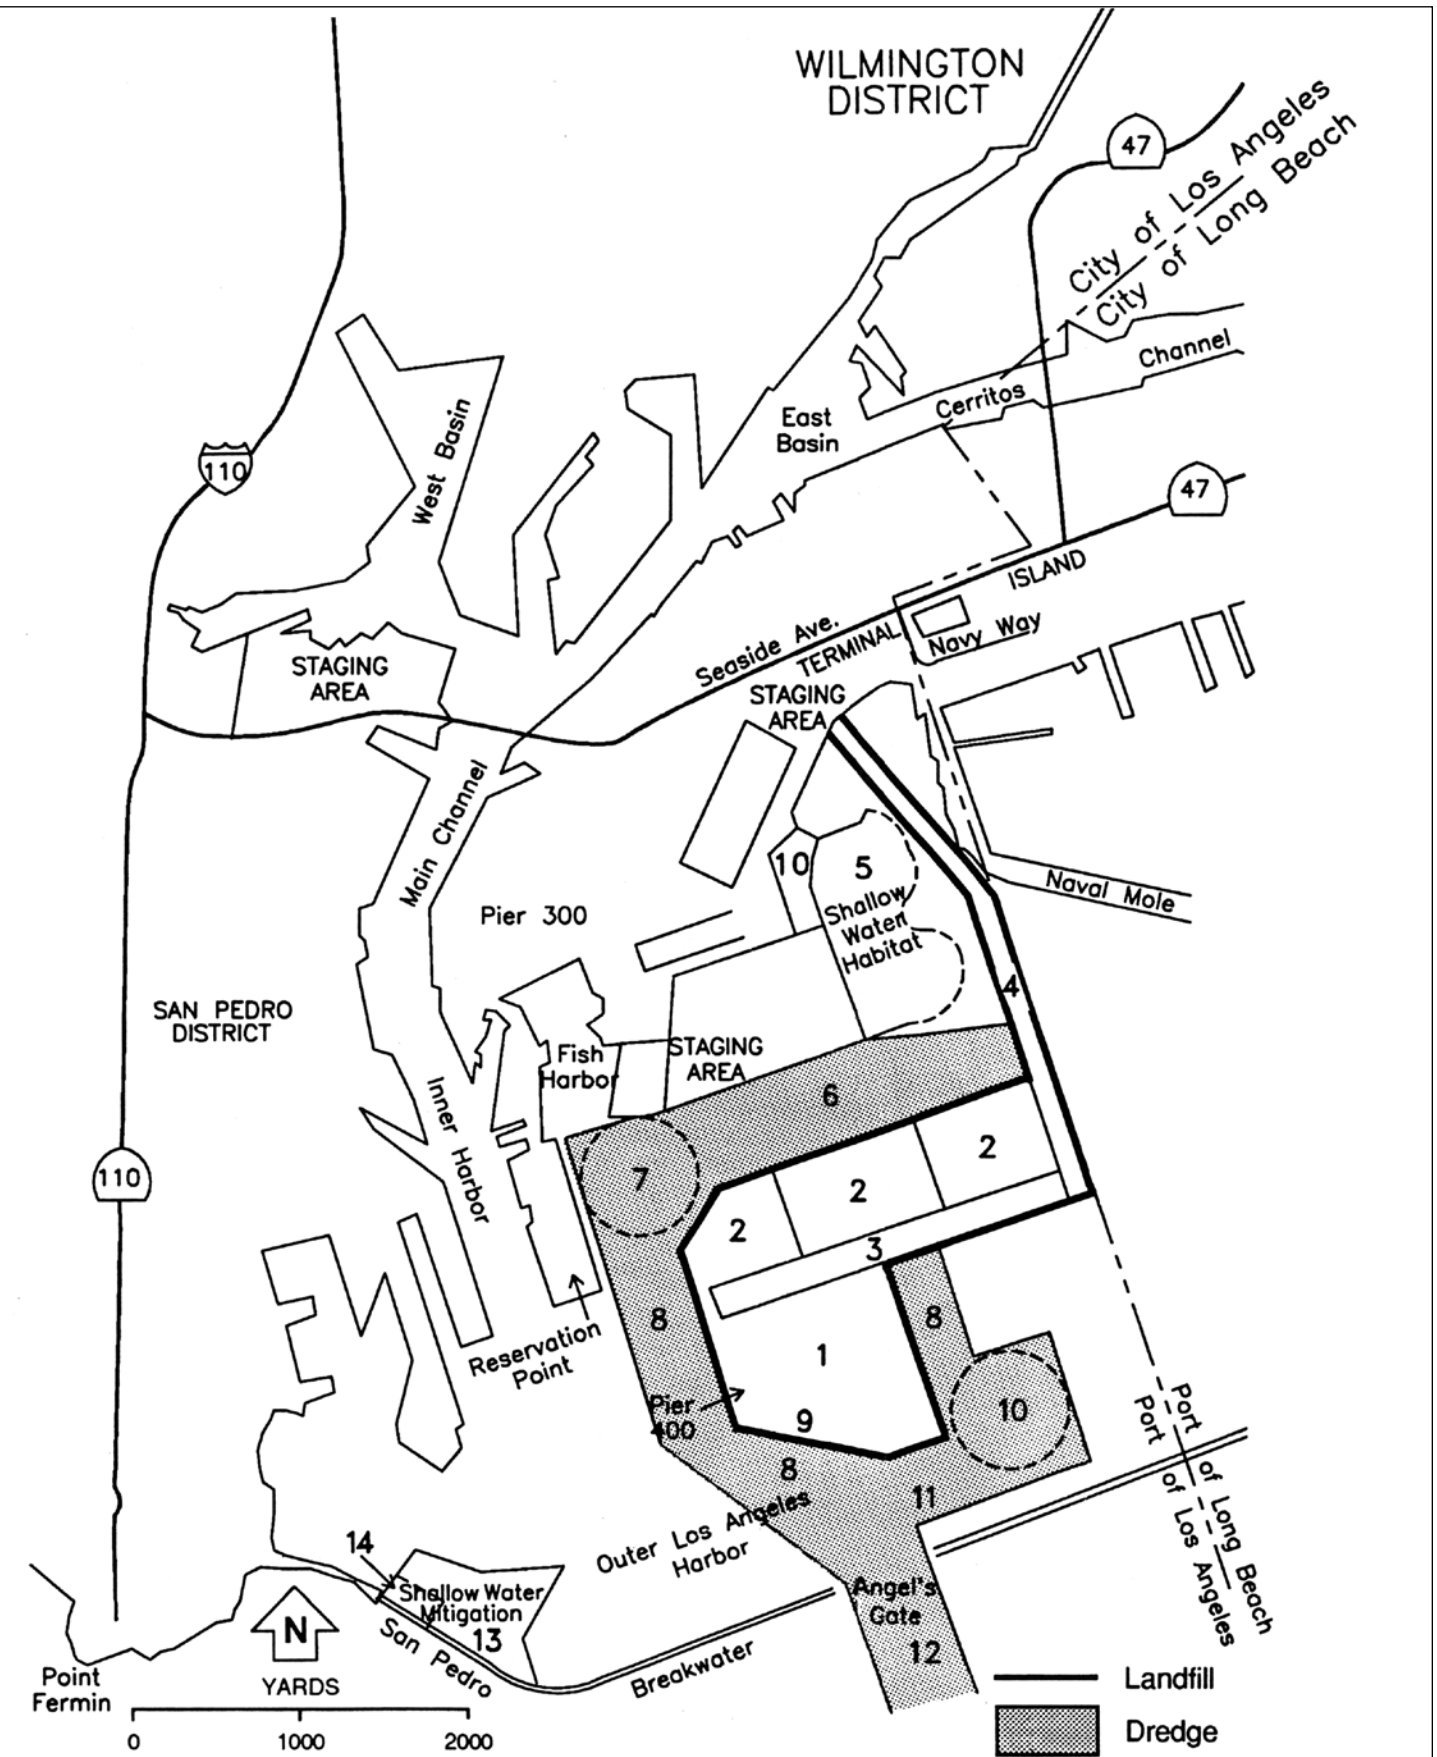 WILMINGTON
DISTRICT
47
City of Los Angeles
City of Long Beach
Channel
Cerritos
East
Basin
West Basin
110
47
ISLAND
Seaside Ave.
TERMINAL
Navy Way
STAGING
AREA
STAGING
AREA
Main Channel
10
5
Shallow
Water
Habitat
Naval Mole
Pier 300
4
SAN PEDRO
DISTRICT
Fish
Harbor
STAGING
AREA
6
Inner Harbor
2
7
2
110
2
3
8
8
Reservation
Point
1
Pier
400
9
10
8
11
Port of Long Beach
Port of Los Angeles
Outer Los Angeles
Harbor
14
Shallow Water
Mitigation
13
Angel's
Gate
12
San Pedro
Breakwater
N
Point
Fermin
YARDS
0 1000 2000
Landfill
Dredge